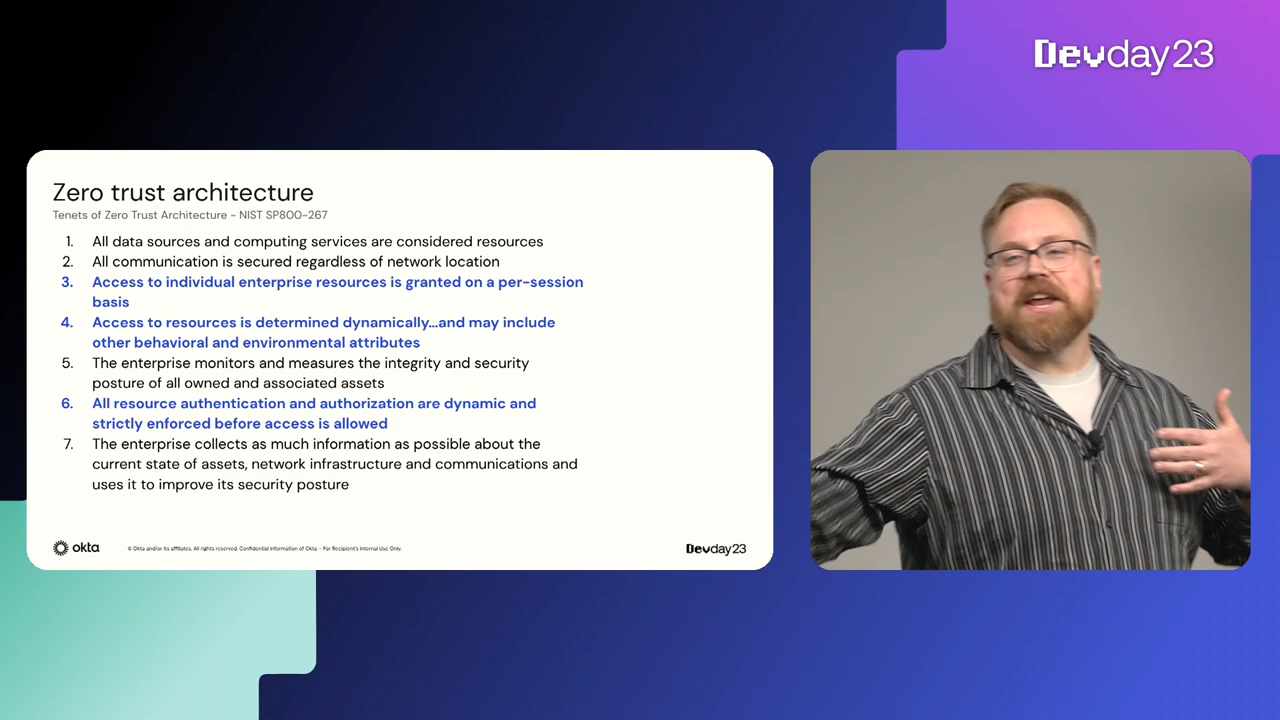 Devday23
Zero trust architecture
Tenets of Zero Trust Architecture - NIST SP800-267
1. All data sources and computing services are considered resources
2. All communication is secured regardless of network location
3. Access to individual enterprise resources is granted on a per-session
basis
4. Access to resources is determined dynamically...and may include
other behavioral and environmental attributes
5. The enterprise monitors and measures the integrity and security
posture of all owned and associated assets
6. All resource authentication and authorization are dynamic and
strictly enforced before access is allowed
7. The enterprise collects as much information as possible about the
current state of assets, network infrastructure and communications and
uses it to improve its security posture
okta
© Okta and/or its affiliates. All rights reserved. Confidential Information of Okta – For Recipient's Internal Use Only.
Devday23